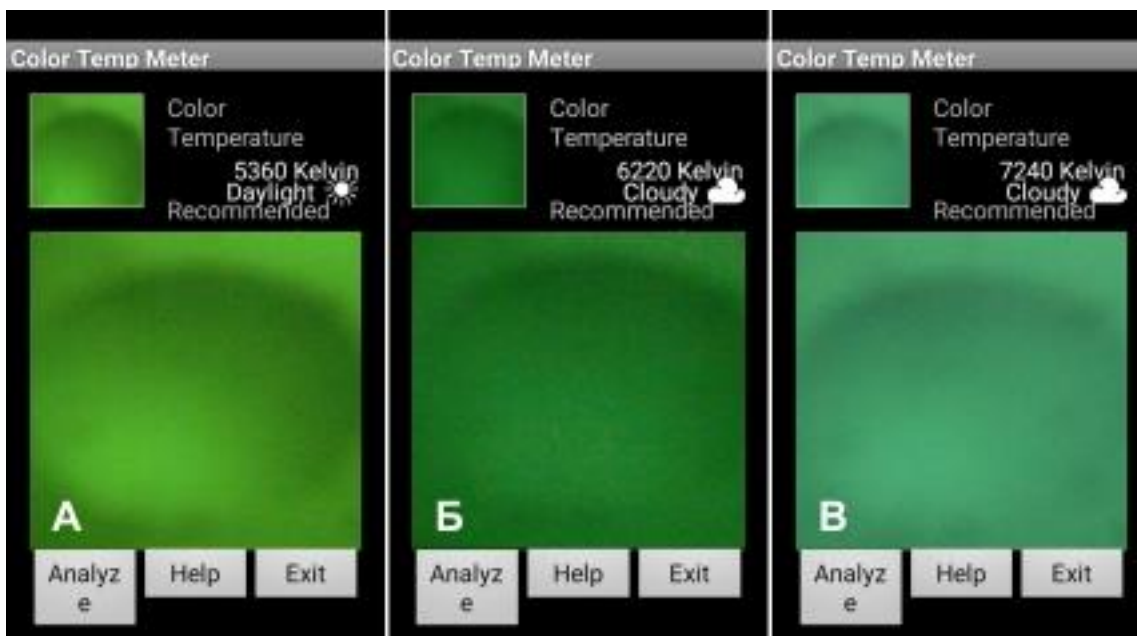 Color Temp Meter
Color
Temperature
5360 Kelvin
Daylight
Recommended
А
Analyz
e
Help
Exit
Color Temp Meter
Color
Temperature
6220 Kelvin
Cloudy
Recommended
Б
Analyz
e
Help
Exit
Color Temp Meter
Color
Temperature
7240 Kelvin
Cloudy
Recommended
В
Analyz
e
Help
Exit